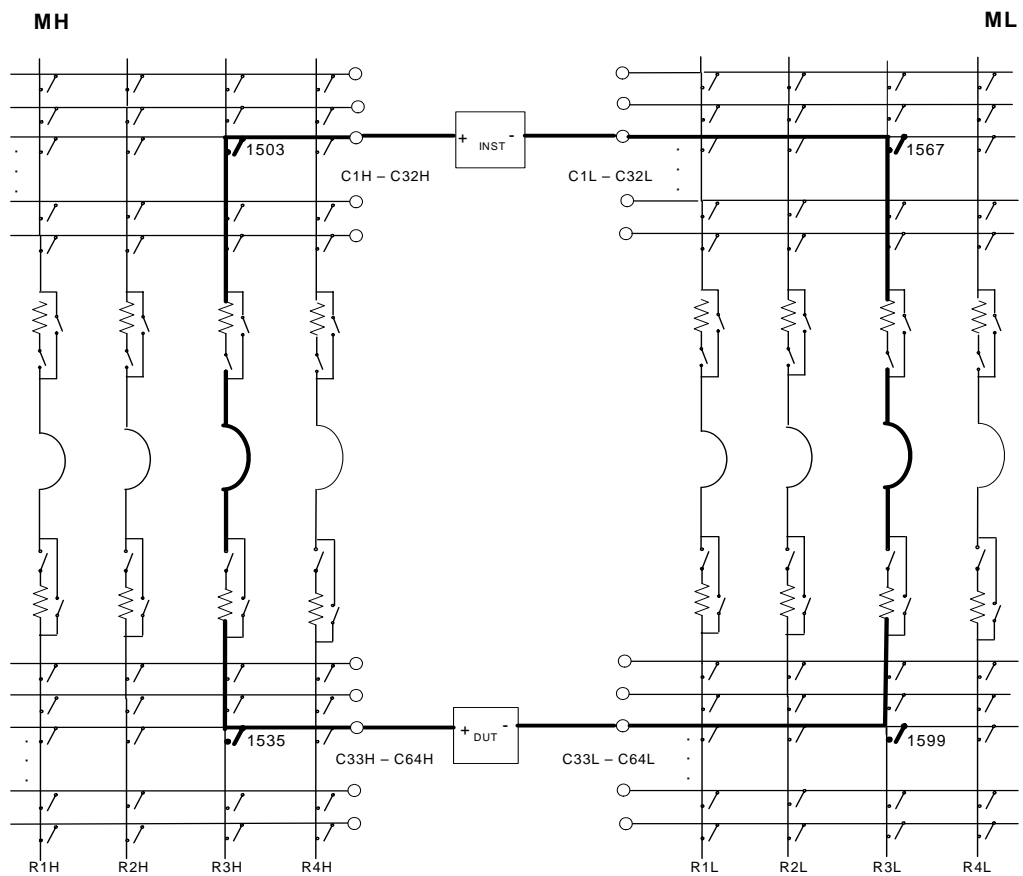 MH
ML
+ INST -
1503
1567
C1H – C32H
C1L – C32L
+ DUT -
1535
1599
C33H – C64H
C33L – C64L
R1H
R2H
R3H
R4H
R1L
R2L
R3L
R4L